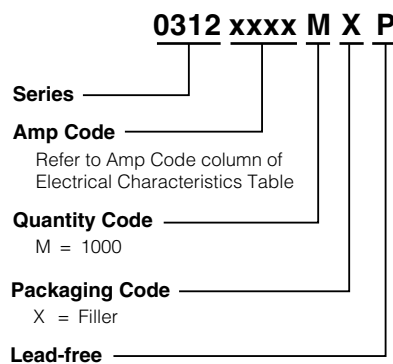 0312 xxxx M X P
Series
Amp Code
Refer to Amp Code column of
Electrical Characteristics Table
Quantity Code
M = 1000
Packaging Code
X = Filler
Lead-free